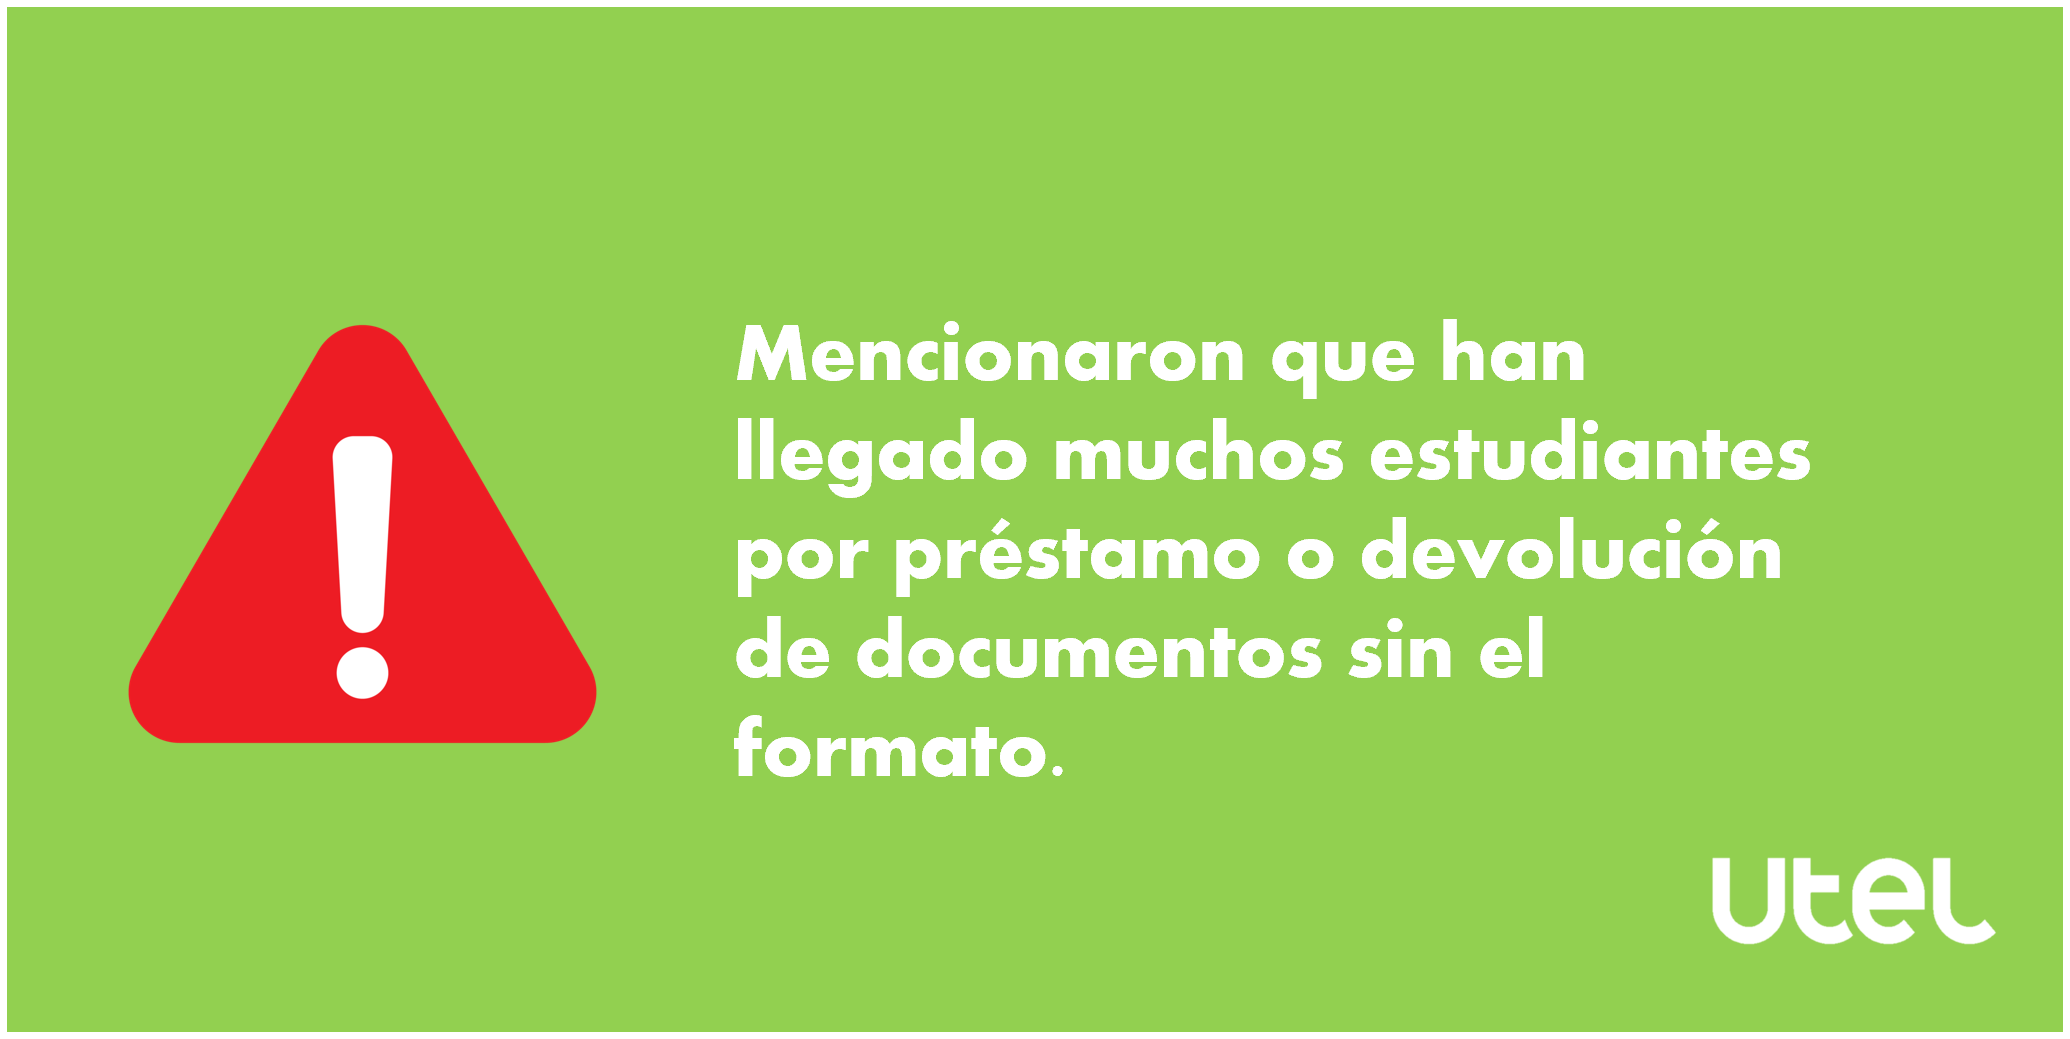 Mencionaron que han
llegado muchos estudiantes
por préstamo o devolución
de documentos sin el
formato.
utel